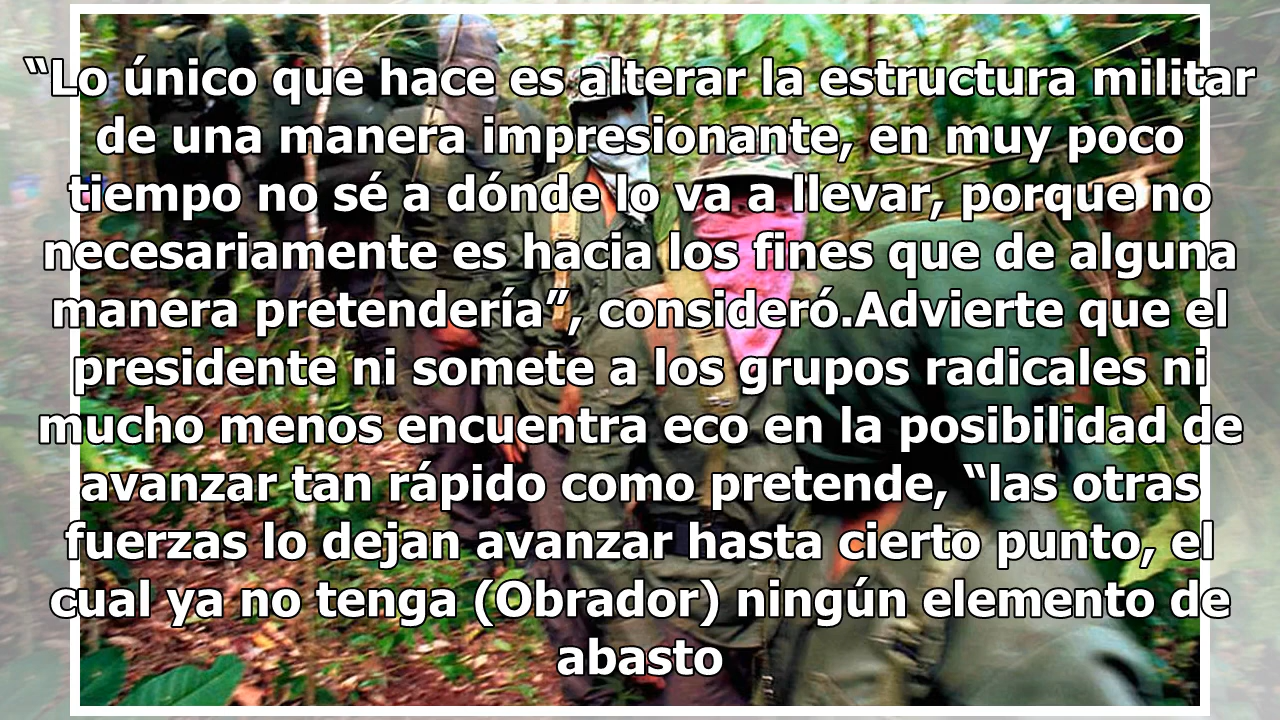 “Lo único que hace es alterar la estructura militar
de una manera impresionante, en muy poco
tiempo no sé a dónde lo va a llevar, porque no
necesariamente es hacia los fines que de alguna
manera pretendería”, consideró.Advierte que el
presidente ni somete a los grupos radicales ni
mucho menos encuentra eco en la posibilidad de
avanzar tan rápido como pretende, “las otras
fuerzas lo dejan avanzar hasta cierto punto, el
cual ya no tenga (Obrador) ningún elemento de
abasto